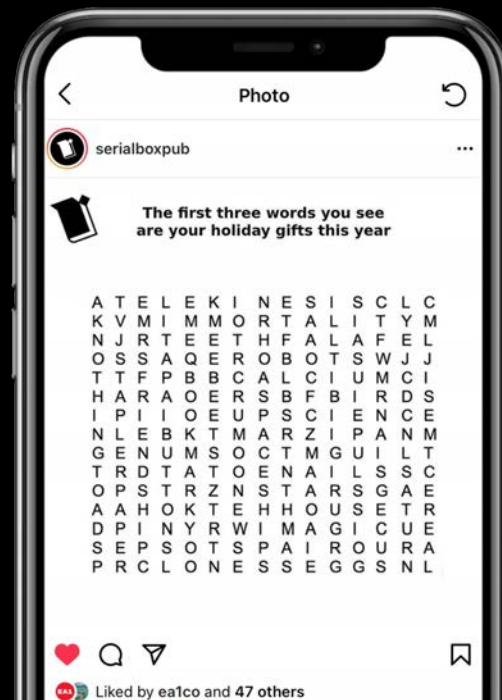 Photo
serialboxpub
The first three words you see
are your holiday gifts this year
A T E L E K I N E S I S C L C
K V M I M M O R T A L I T Y M
N J R T E E T H F A L A F E L
O S S A Q E R O B O T S W J J
T T F P B B C A L C I U M C I
H A R A O E R S B F B I R D S
I P I I O E U P S C I E N C E
N L E B K T M A R Z I P A N M
G E N U M S O C T M G U I L T
T R D T A T O E N A I L S S C
O P S T R Z N S T A R S G A E
A A H O K T E H H O U S E T R
D P I N Y R W I M A G I C U E
S E P S O T S P A I R O U R A
P R C L O N E S S E G G S N L
EA1
Liked by ea1co and 47 others